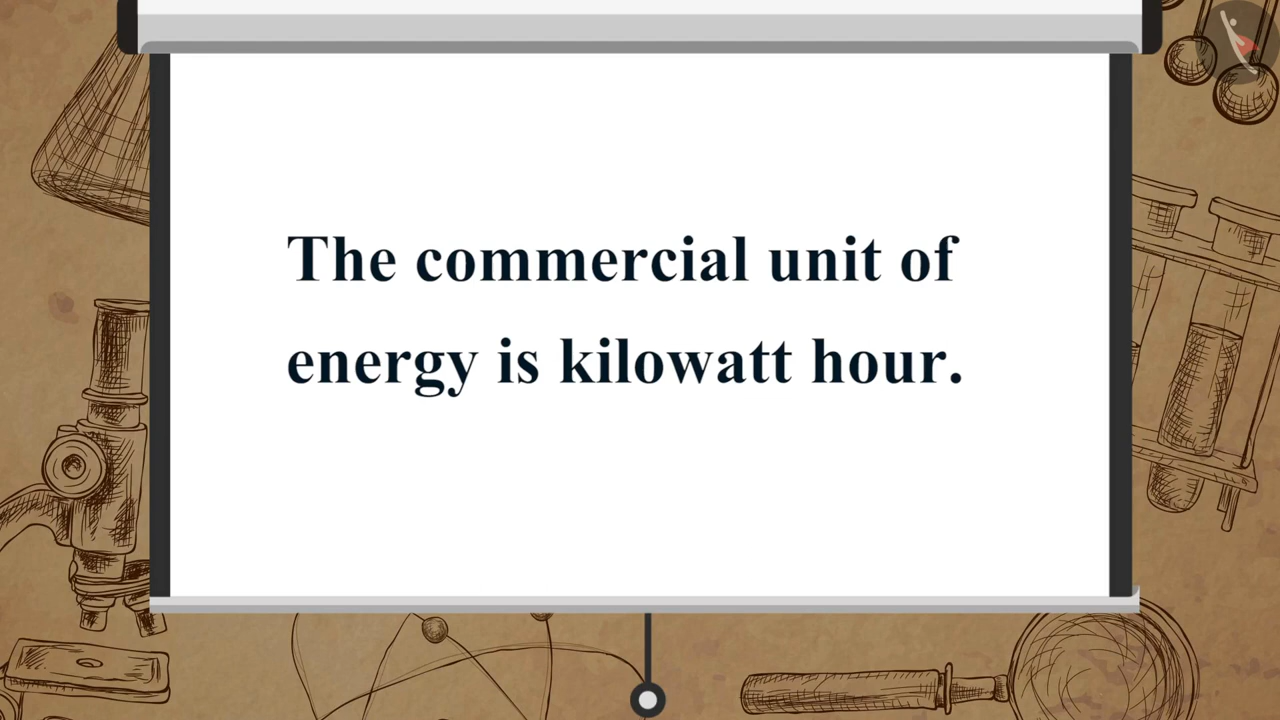 The commercial unit of
energy is kilowatt hour.